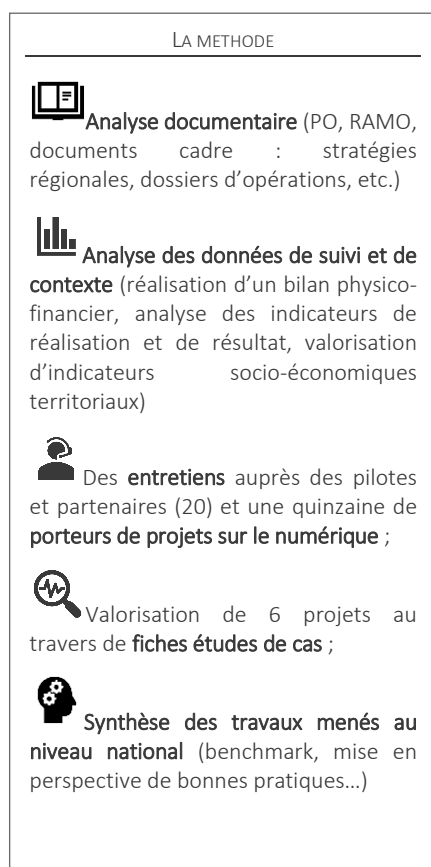 LA METHODE
Analyse documentaire (PO, RAMO,
documents cadre : stratégies
régionales, dossiers d’opérations, etc.)
Analyse des données de suivi et de
contexte (réalisation d’un bilan physico-
financier, analyse des indicateurs de
réalisation et de résultat, valorisation
d’indicateurs socio-économiques
territoriaux)
Des entretiens auprès des pilotes
et partenaires (20) et une quinzaine de
porteurs de projets sur le numérique ;
Valorisation de 6 projets au
travers de fiches études de cas ;
Synthèse des travaux menés au
niveau national (benchmark, mise en
perspective de bonnes pratiques…)